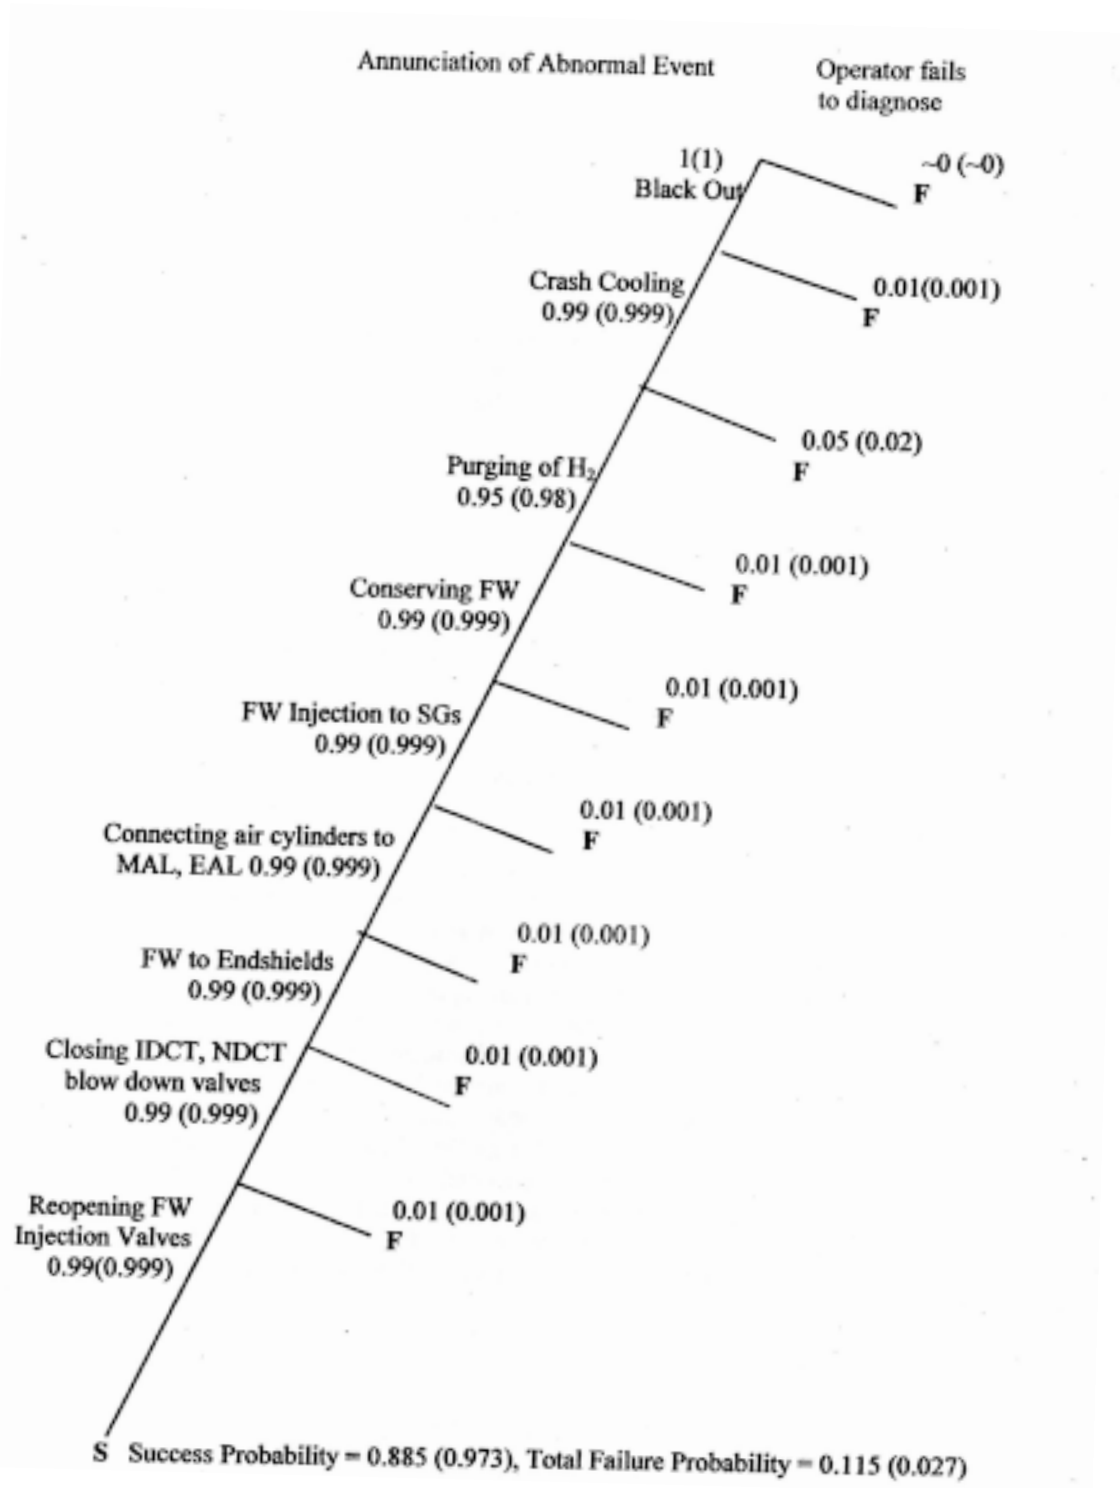 Annunciation of Abnormal Event
Operator fails
to diagnose
1(1)
Black Out
~0 (~0)
F
Crash Cooling
0.99 (0.999)
0.01(0.001)
F
0.05 (0.02)
F
Purging of H₂
0.95 (0.98)
0.01 (0.001)
F
Conserving FW
0.99 (0.999)
0.01 (0.001)
F
FW Injection to SGs
0.99 (0.999)
0.01 (0.001)
F
Connecting air cylinders to
MAL, EAL 0.99 (0.999)
0.01 (0.001)
F
FW to Endshields
0.99 (0.999)
0.01 (0.001)
F
Closing IDCT, NDCT
blow down valves
0.99 (0.999)
0.01 (0.001)
F
Reopening FW
Injection Valves
0.99(0.999)
S Success Probability = 0.885 (0.973), Total Failure Probability = 0.115 (0.027)